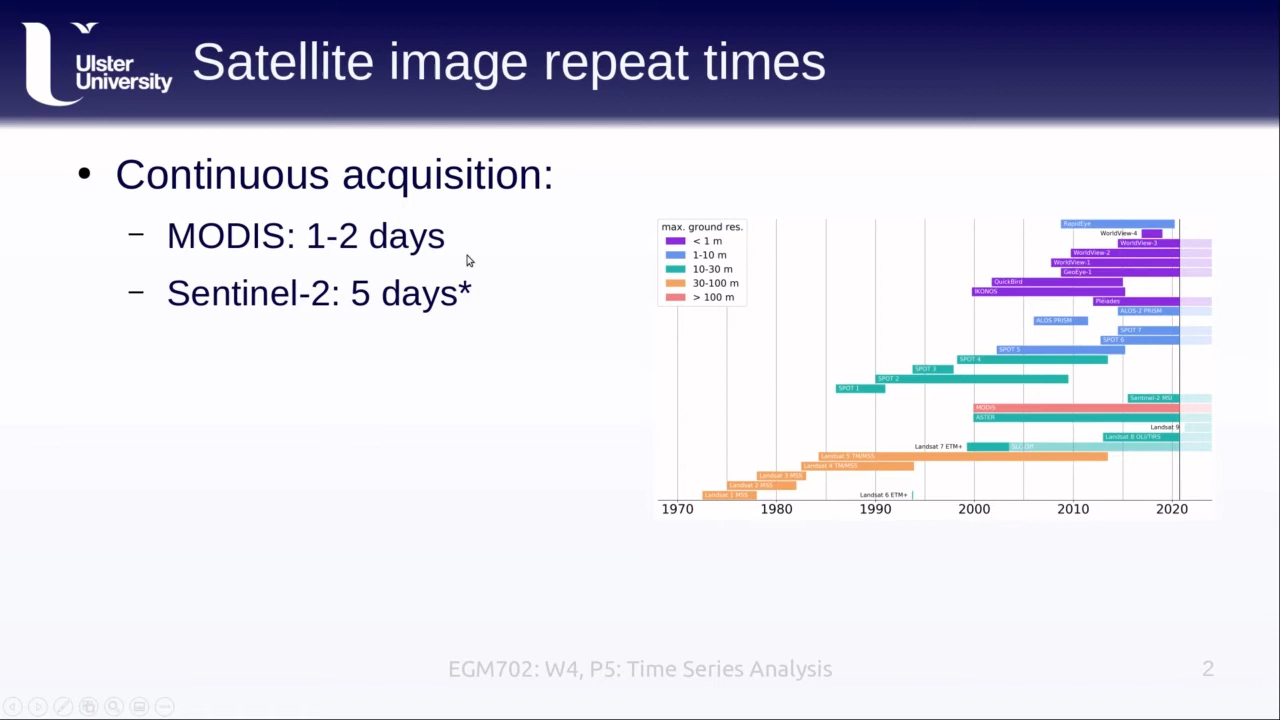 Ulster
University
Satellite image repeat times
• Continuous acquisition:
– MODIS: 1-2 days
– Sentinel-2: 5 days*
max. ground res.
< 1 m
1-10 m
10-30 m
30-100 m
> 100 m
RapidEye
WorldView-4
WorldView-3
WorldView-2
WorldView-1
GeoEye-1
QuickBird
IKONOS
Pléiades
ALOS-2 PRISM
ALOS PRISM
SPOT 7
SPOT 6
SPOT 5
SPOT 4
SPOT 3
SPOT 2
SPOT 1
Sentinel-2 MSI
MODIS
ASTER
Landsat 9
Landsat 8 OLI/TIRS
Landsat 7 ETM+ SLC Off
Landsat 5 TM/MSS
Landsat 4 TM/MSS
Landsat 3 MSS
Landsat 2 MSS
Landsat 1 MSS Landsat 6 ETM+
1970 1980 1990 2000 2010 2020
EGM702: W4, P5: Time Series Analysis 2